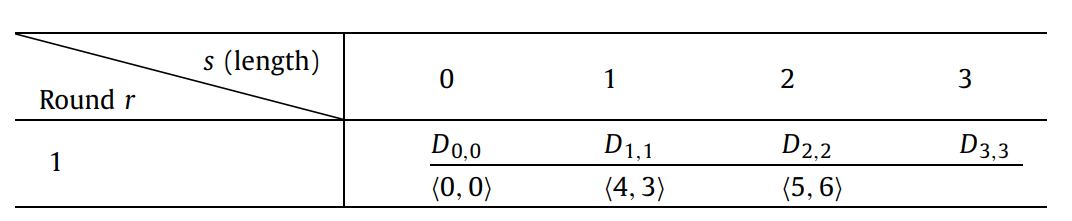 s (length)
Round r
0 1 2 3
1
D0,0 D1,1 D2,2 D3,3
⟨0, 0⟩ ⟨4, 3⟩ ⟨5, 6⟩